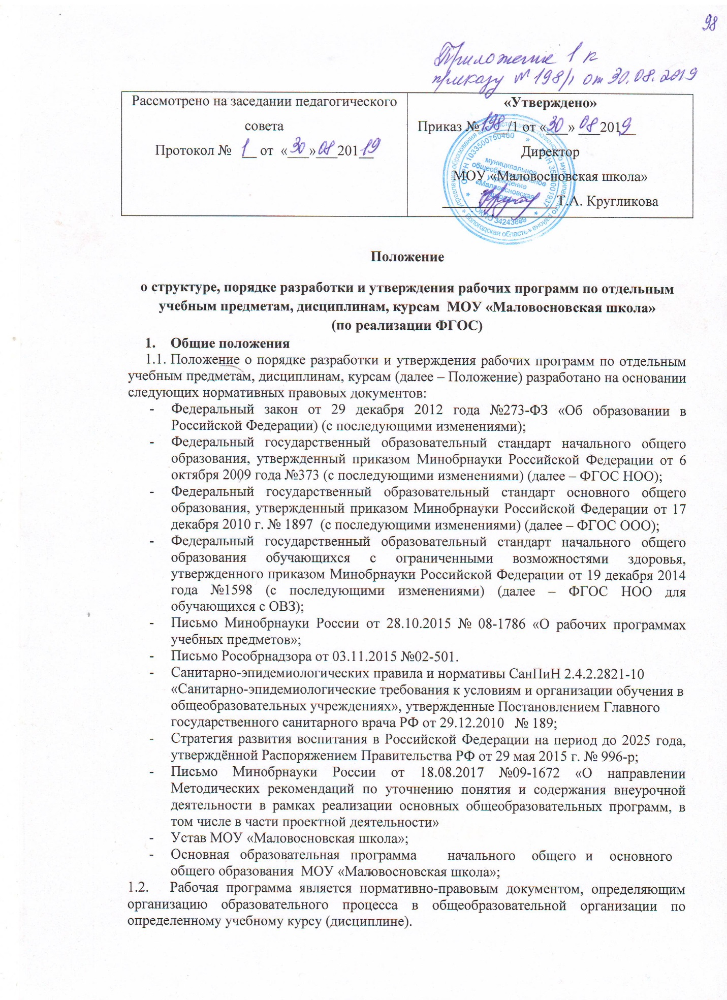 98
Приложение 1 к
приказу № 198/1 от 30.08.2019
Рассмотрено на заседании педагогического
совета
Протокол № 1 от «30»08 201 19
«Утверждено»
Приказ № 198/1 от «30» 08 2019
Директор
МОУ «Маловосновская школа»
Т.А. Кругликова
ОГРН 1033500750460
муниципальное
общеобразовательное
учреждение
«Маловосновская
ОКПО 34243889
Вологодская область
Положение
о структуре, порядке разработки и утверждения рабочих программ по отдельным
учебным предметам, дисциплинам, курсам МОУ «Маловосновская школа»
(по реализации ФГОС)
1. Общие положения
1.1. Положение о порядке разработки и утверждения рабочих программ по отдельным
учебным предметам, дисциплинам, курсам (далее – Положение) разработано на основании
следующих нормативных правовых документов:
- Федеральный закон от 29 декабря 2012 года №273-ФЗ «Об образовании в
Российской Федерации) (с последующими изменениями);
- Федеральный государственный образовательный стандарт начального общего
образования, утвержденный приказом Минобрнауки Российской Федерации от 6
октября 2009 года №373 (с последующими изменениями) (далее – ФГОС НОО);
- Федеральный государственный образовательный стандарт основного общего
образования, утвержденный приказом Минобрнауки Российской Федерации от 17
декабря 2010 г. № 1897 (с последующими изменениями) (далее – ФГОС ООО);
- Федеральный государственный образовательный стандарт начального общего
образования обучающихся с ограниченными возможностями здоровья,
утвержденного приказом Минобрнауки Российской Федерации от 19 декабря 2014
года №1598 (с последующими изменениями) (далее – ФГОС НОО для
обучающихся с ОВЗ);
- Письмо Минобрнауки России от 28.10.2015 № 08-1786 «О рабочих программах
учебных предметов»;
- Письмо Рособрнадзора от 03.11.2015 №02-501.
- Санитарно-эпидемиологических правила и нормативы СанПиН 2.4.2.2821-10
«Санитарно-эпидемиологические требования к условиям и организации обучения в
общеобразовательных учреждениях», утвержденные Постановлением Главного
государственного санитарного врача РФ от 29.12.2010 № 189;
- Стратегия развития воспитания в Российской Федерации на период до 2025 года,
утверждённой Распоряжением Правительства РФ от 29 мая 2015 г. № 996-р;
- Письмо Минобрнауки России от 18.08.2017 №09-1672 «О направлении
Методических рекомендаций по уточнению понятия и содержания внеурочной
деятельности в рамках реализации основных общеобразовательных программ, в
том числе в части проектной деятельности»
- Устав МОУ «Маловосновская школа»;
- Основная образовательная программа начального общего и основного
общего образования МОУ «Маловосновская школа»;
1.2. Рабочая программа является нормативно-правовым документом, определяющим
организацию образовательного процесса в общеобразовательной организации по
определенному учебному курсу (дисциплине).